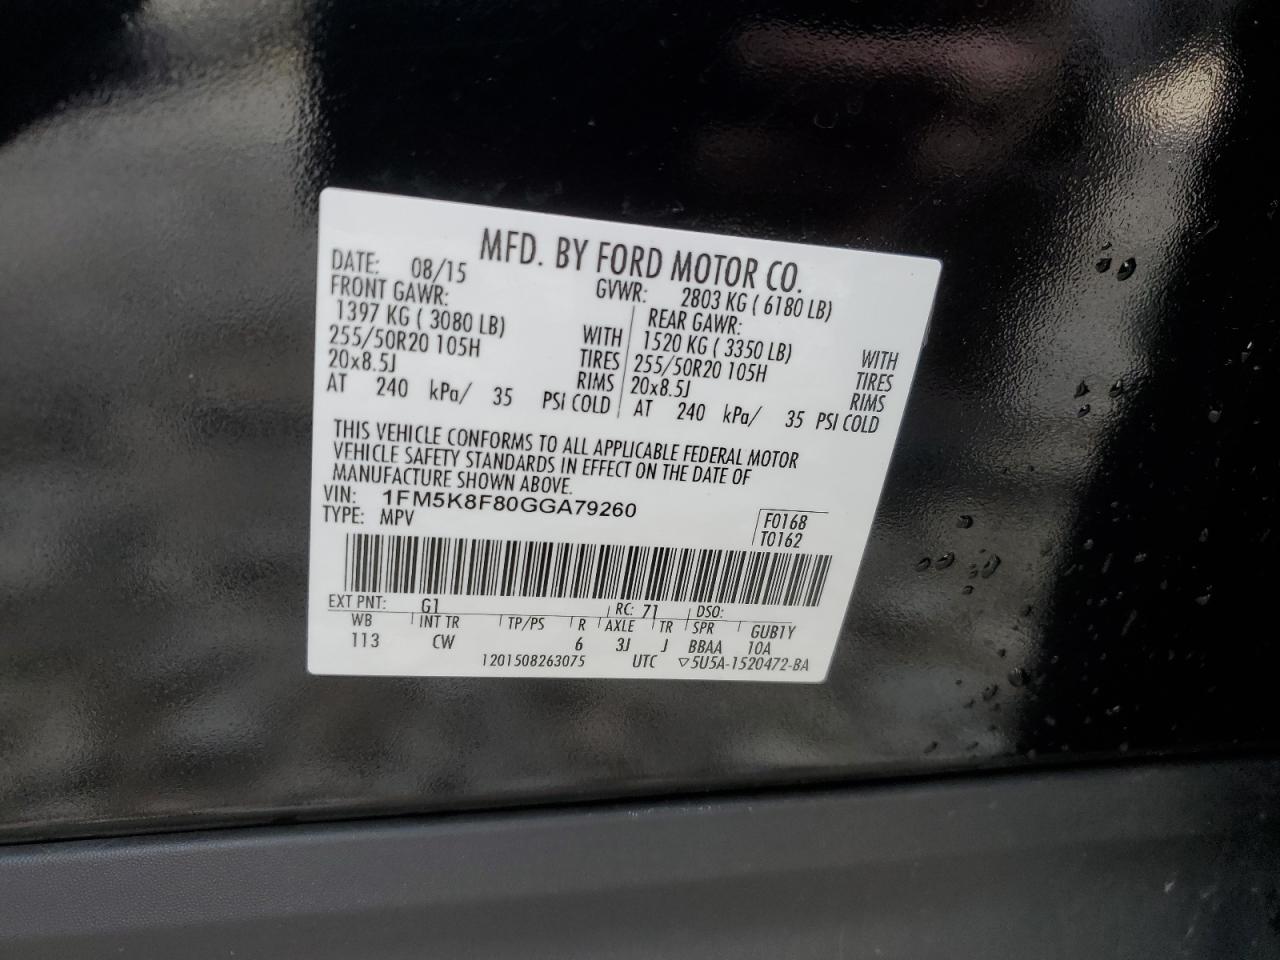 MFD. BY FORD MOTOR CO.
DATE: 08/15 GVWR: 2803 KG ( 6180 LB)
FRONT GAWR: REAR GAWR:
1397 KG ( 3080 LB) WITH 1520 KG ( 3350 LB) WITH
255/50R20 105H TIRES 255/50R20 105H TIRES
20x8.5J RIMS 20x8.5J RIMS
AT 240 kPa/ 35 PSI COLD AT 240 kPa/ 35 PSI COLD
THIS VEHICLE CONFORMS TO ALL APPLICABLE FEDERAL MOTOR
VEHICLE SAFETY STANDARDS IN EFFECT ON THE DATE OF
MANUFACTURE SHOWN ABOVE.
VIN: 1FM5K8F80GGA79260 F0168
TYPE: MPV T0162
EXT PNT: G1 RC: 71 DSO:
WB INT TR TP/PS R AXLE TR SPR GUB1Y
113 CW 6 3J J BBAA 10A
1201508263075 UTC ▽5U5A-1520472-BA